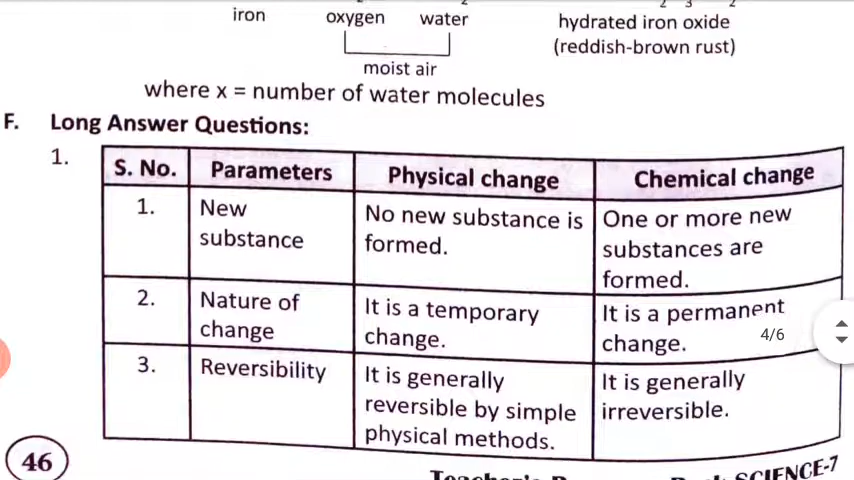 iron oxygen water hydrated iron oxide
(reddish-brown rust)
moist air
where x = number of water molecules
F. Long Answer Questions:
1.
S. No. Parameters Physical change Chemical change
1. New substance No new substance is formed. One or more new substances are formed.
2. Nature of change It is a temporary change. It is a permanent change.
3. Reversibility It is generally reversible by simple physical methods. It is generally irreversible.
4/6
46
SCIENCE-7